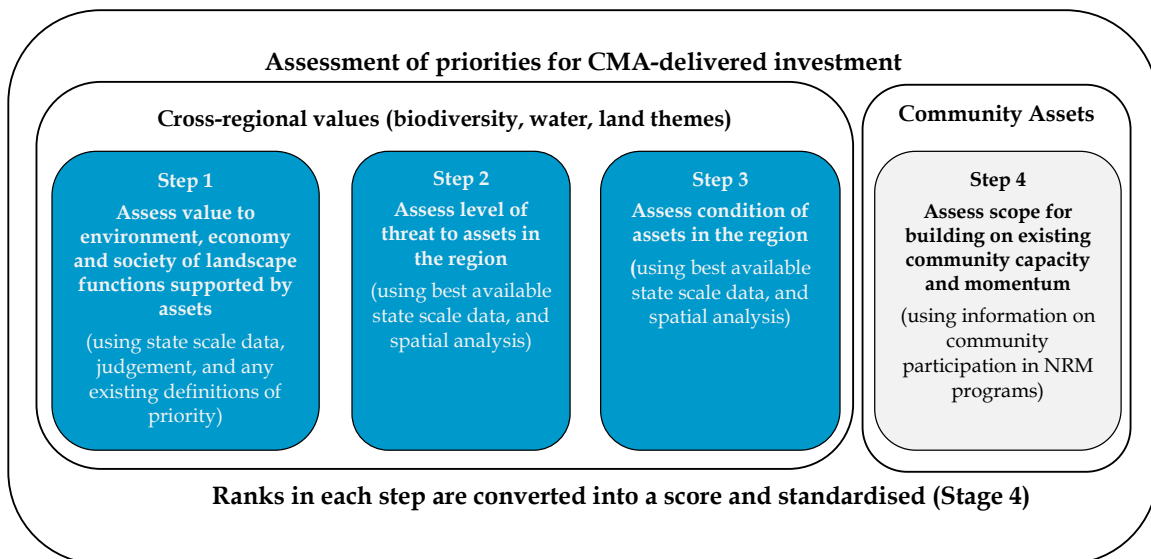 Assessment of priorities for CMA-delivered investment
Cross-regional values (biodiversity, water, land themes)
Step 1
Assess value to
environment, economy
and society of landscape
functions supported by
assets
(using state scale data,
judgement, and any
existing definitions of
priority)
Step 2
Assess level of
threat to assets in
the region
(using best available
state scale data, and
spatial analysis)
Step 3
Assess condition of
assets in the region
(using best available
state scale data, and
spatial analysis)
Community Assets
Step 4
Assess scope for
building on existing
community capacity
and momentum
(using information on
community
participation in NRM
programs)
Ranks in each step are converted into a score and standardised (Stage 4)